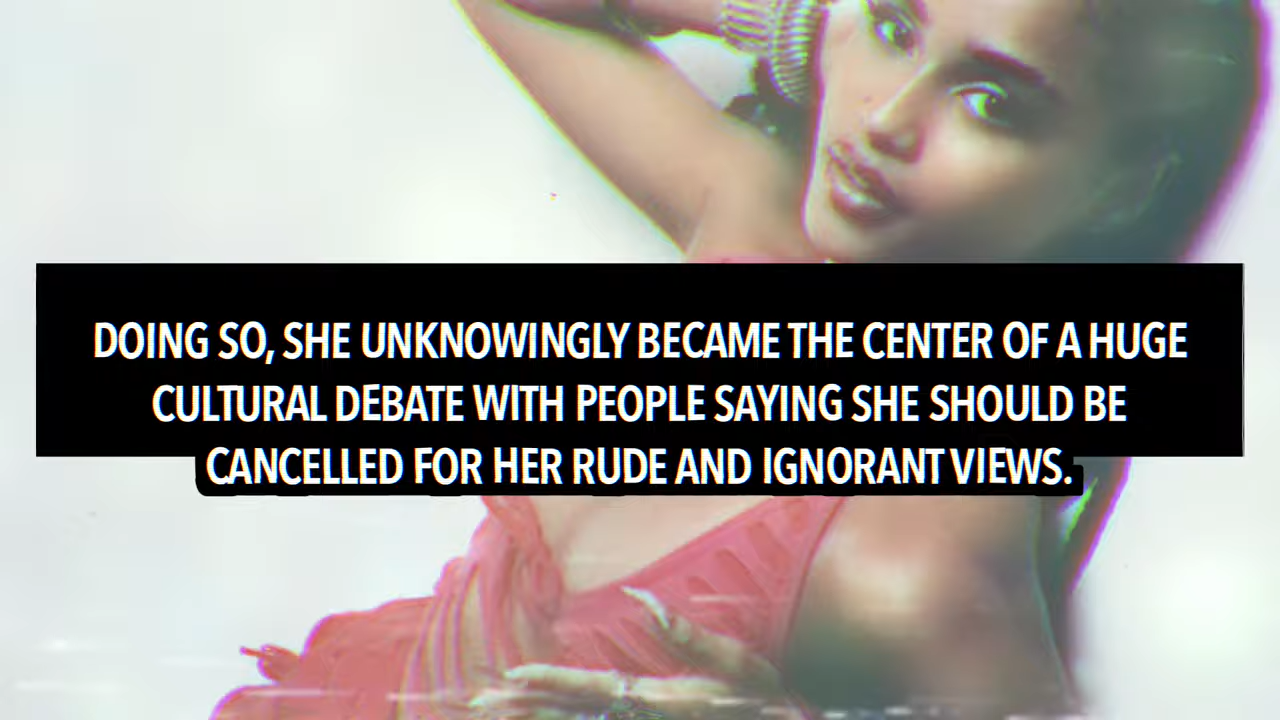 DOING SO, SHE UNKNOWINGLY BECAME THE CENTER OF A HUGE
CULTURAL DEBATE WITH PEOPLE SAYING SHE SHOULD BE
CANCELLED FOR HER RUDE AND IGNORANT VIEWS.